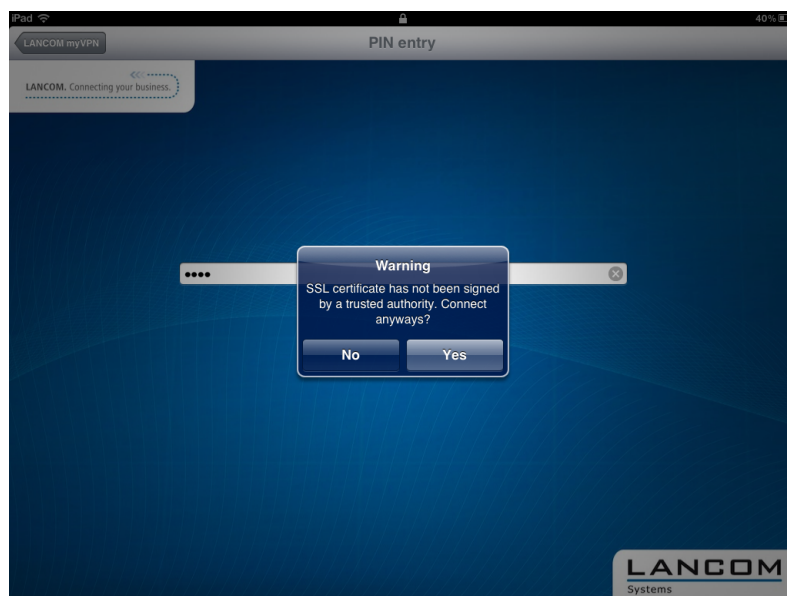 iPad 40%
LANCOM myVPN PIN entry
LANCOM. Connecting your business.
Warning
SSL certificate has not been signed
by a trusted authority. Connect
anyways?
No Yes
LANCOM
Systems